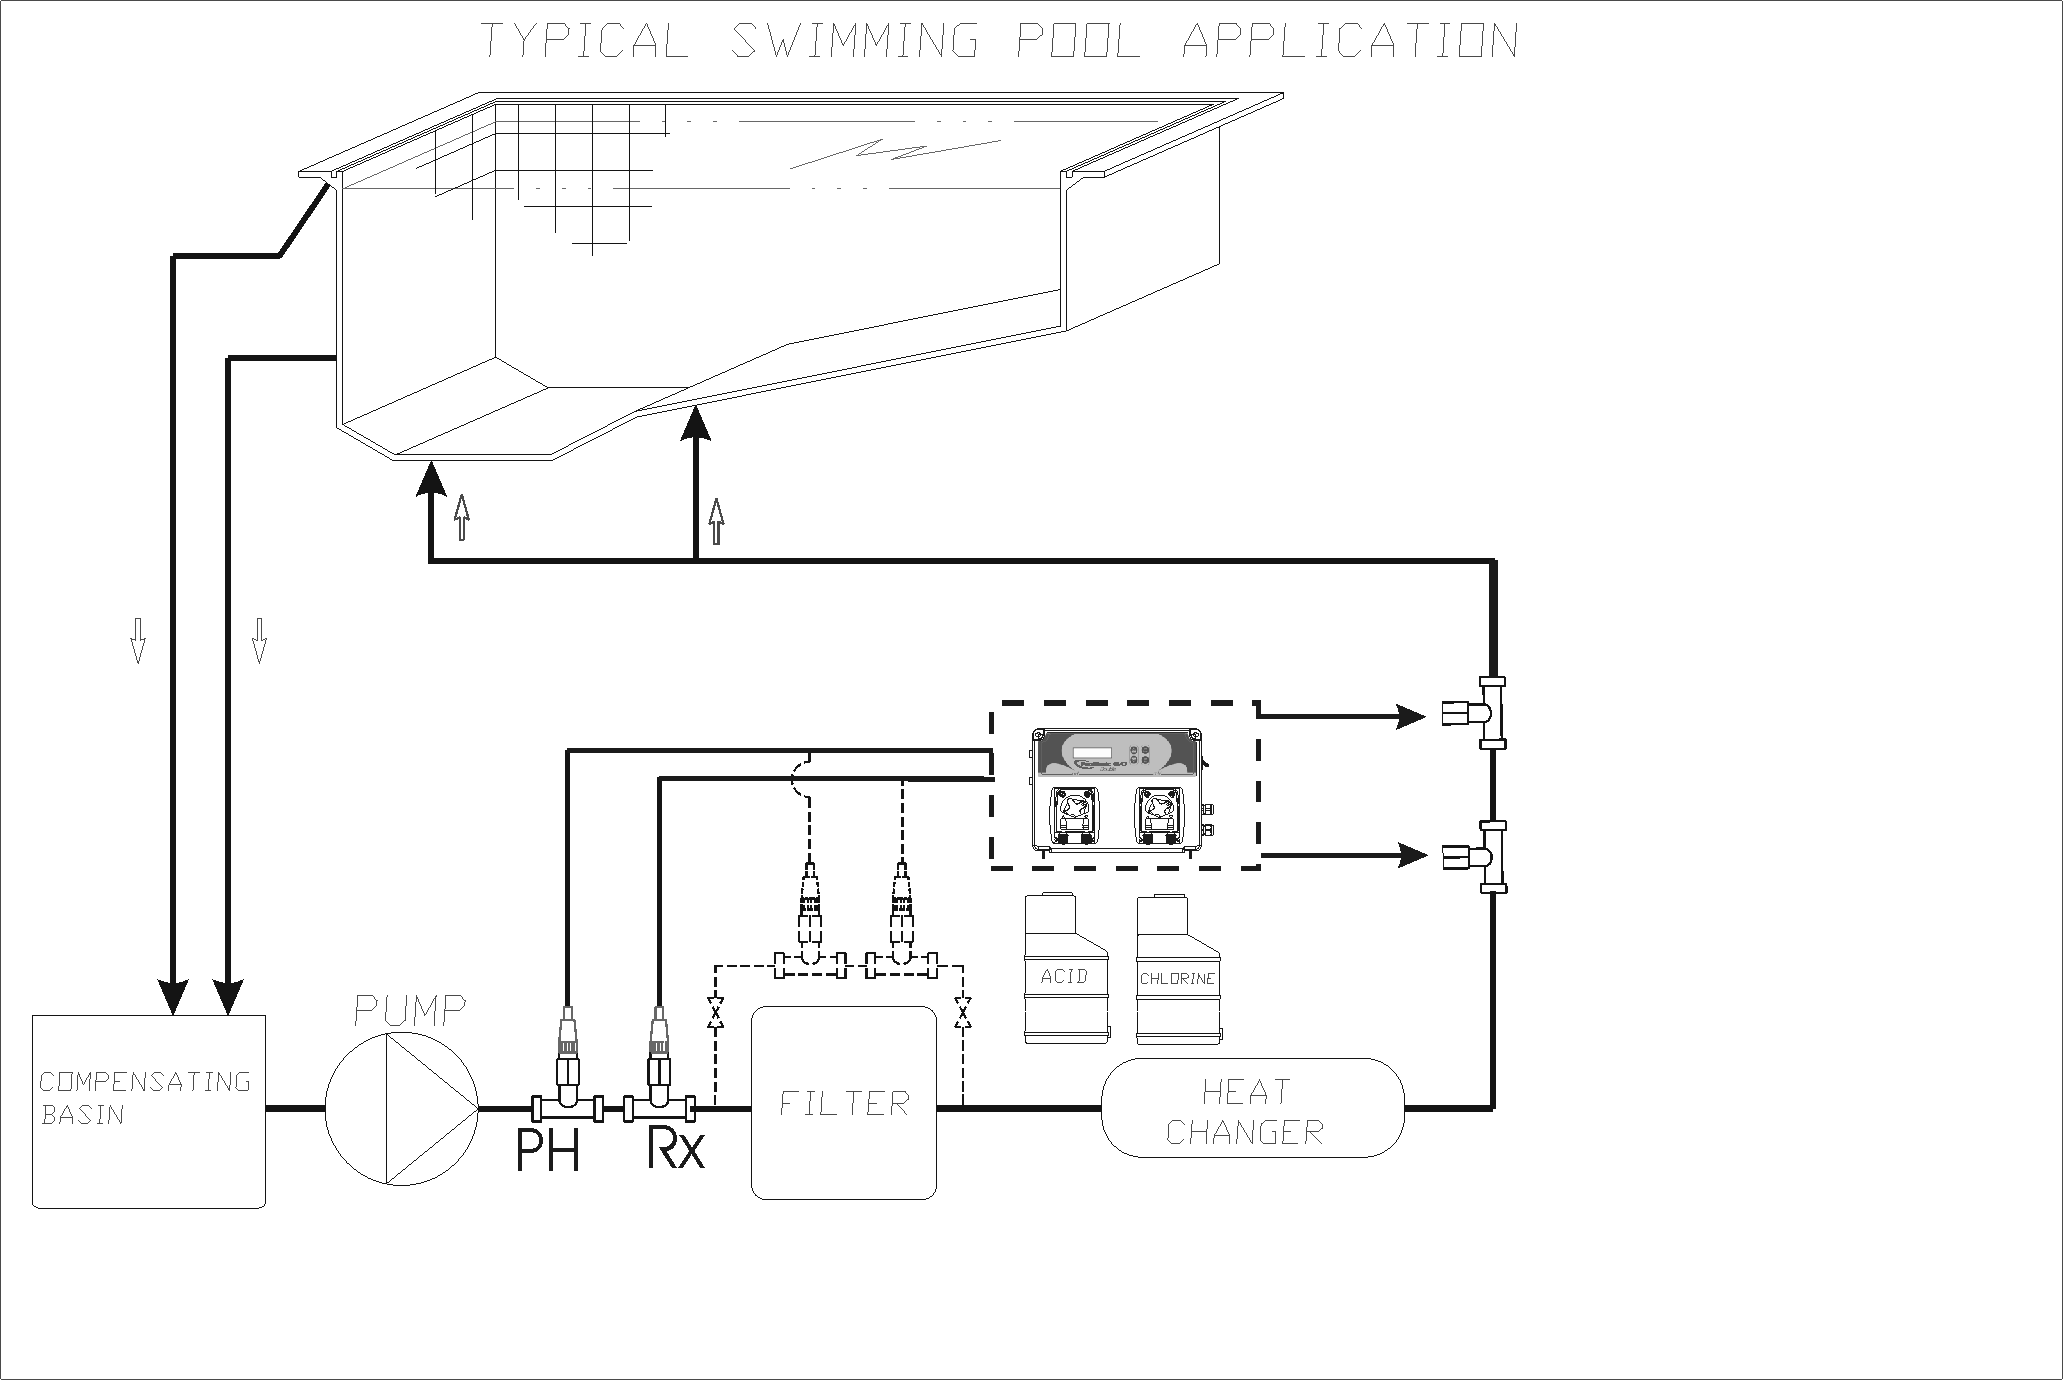 TYPICAL SWIMMING POOL APPLICATION
ACID
CHLORINE
PUMP
COMPENSATING
BASIN
FILTER
HEAT
CHANGER
PH
Rx